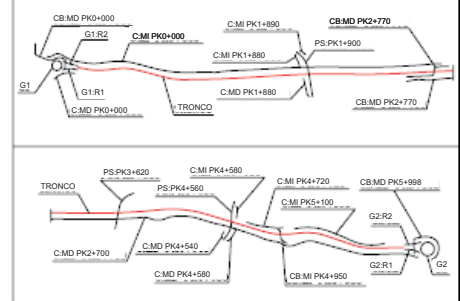 CB:MD PK0+000
G1:R2
C:MI PK0+000
C:MI PK1+890
CB:MD PK2+770
C:MI PK1+880
PS:PK1+900
G1
G1:R1
C:MD PK0+000
TRONCO
C:MD PK1+880
CB:MD PK2+770
TRONCO
PS:PK3+620
C:MI PK4+580
PS:PK4+560
C:MI PK4+720
CB:MD PK5+998
C:MI PK5+100
G2:R2
C:MD PK2+700
C:MD PK4+540
C:MD PK4+580
CB:MI PK4+950
G2:R1
G2